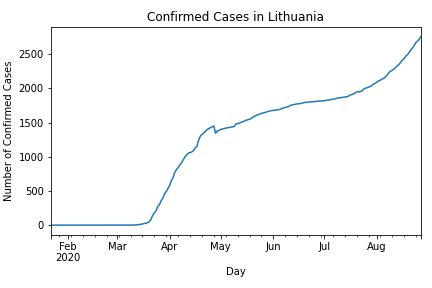 Confirmed Cases in Lithuania
Number of Confirmed Cases
2500
2000
1500
1000
500
0
Feb Mar Apr May Jun Jul Aug
2020
Day